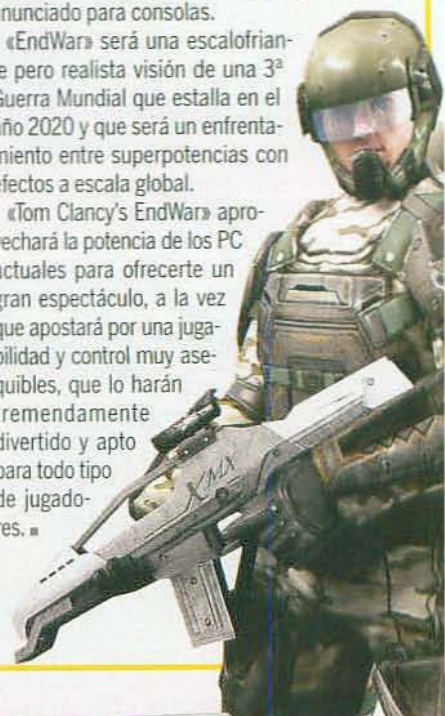 anunciado para consolas.
«EndWar» será una escalofrian-
e pero realista visión de una 3ª
Guerra Mundial que estalla en el
año 2020 y que será un enfrenta-
miento entre superpotencias con
efectos a escala global.
«Tom Clancy's EndWar» apro-
vechará la potencia de los PC
actuales para ofrecerte un
gran espectáculo, a la vez
que apostará por una juga-
bilidad y control muy ase-
quibles, que lo harán
remendamente
divertido y apto
para todo tipo
de jugado-
res.
XMX